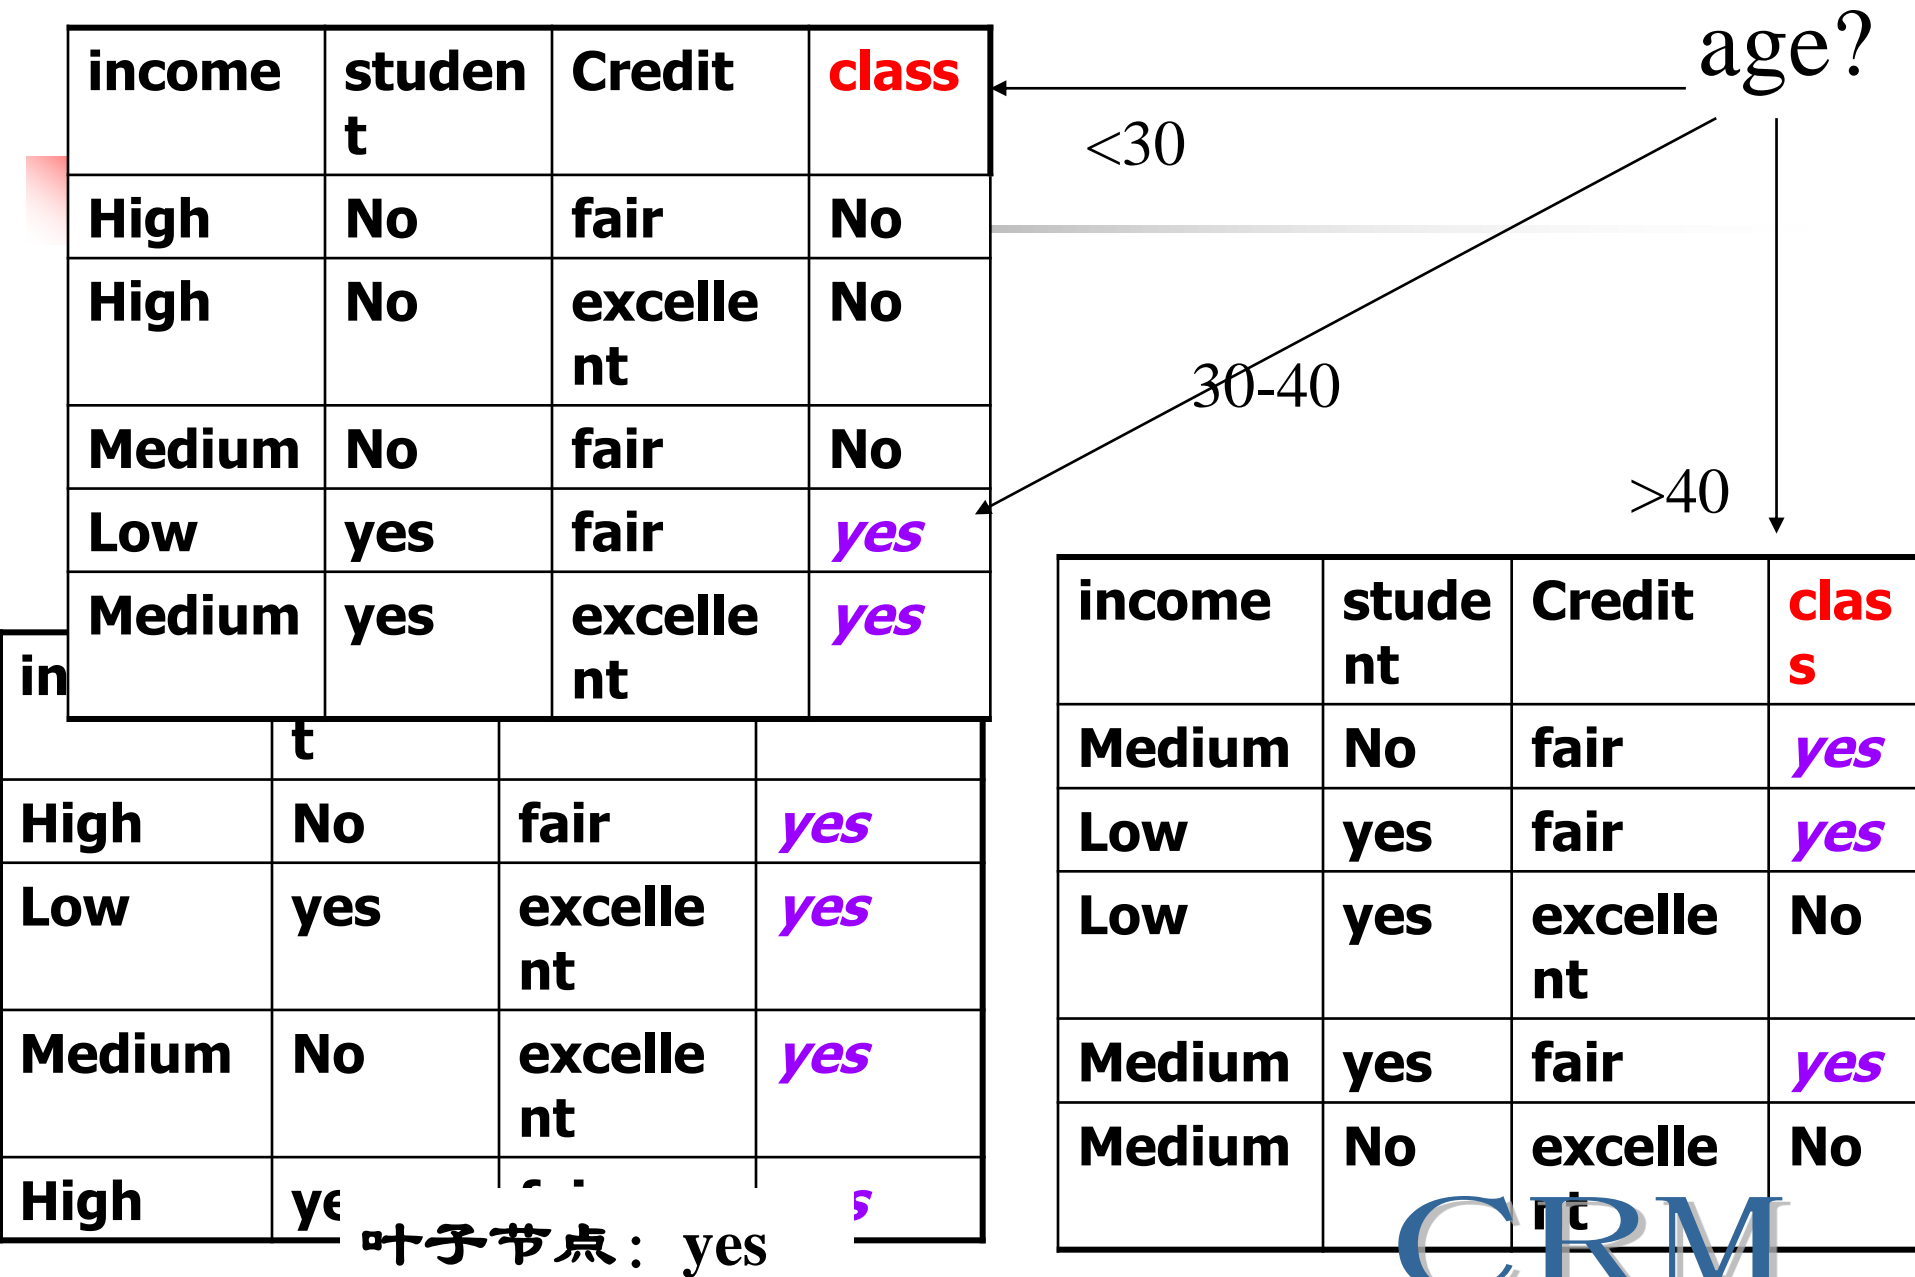 age?
<30
30-40
>40
income studen Credit class
t
High No fair No
High No excelle No
nt
Medium No fair No
Low yes fair yes
Medium yes excelle yes
nt
in
t
High No fair yes
Low yes excelle yes
nt
Medium No excelle yes
nt
High
叶子节点: yes
income stude Credit clas
nt s
Medium No fair yes
Low yes fair yes
Low yes excelle No
nt
Medium yes fair yes
Medium No excelle No
nt
CRM